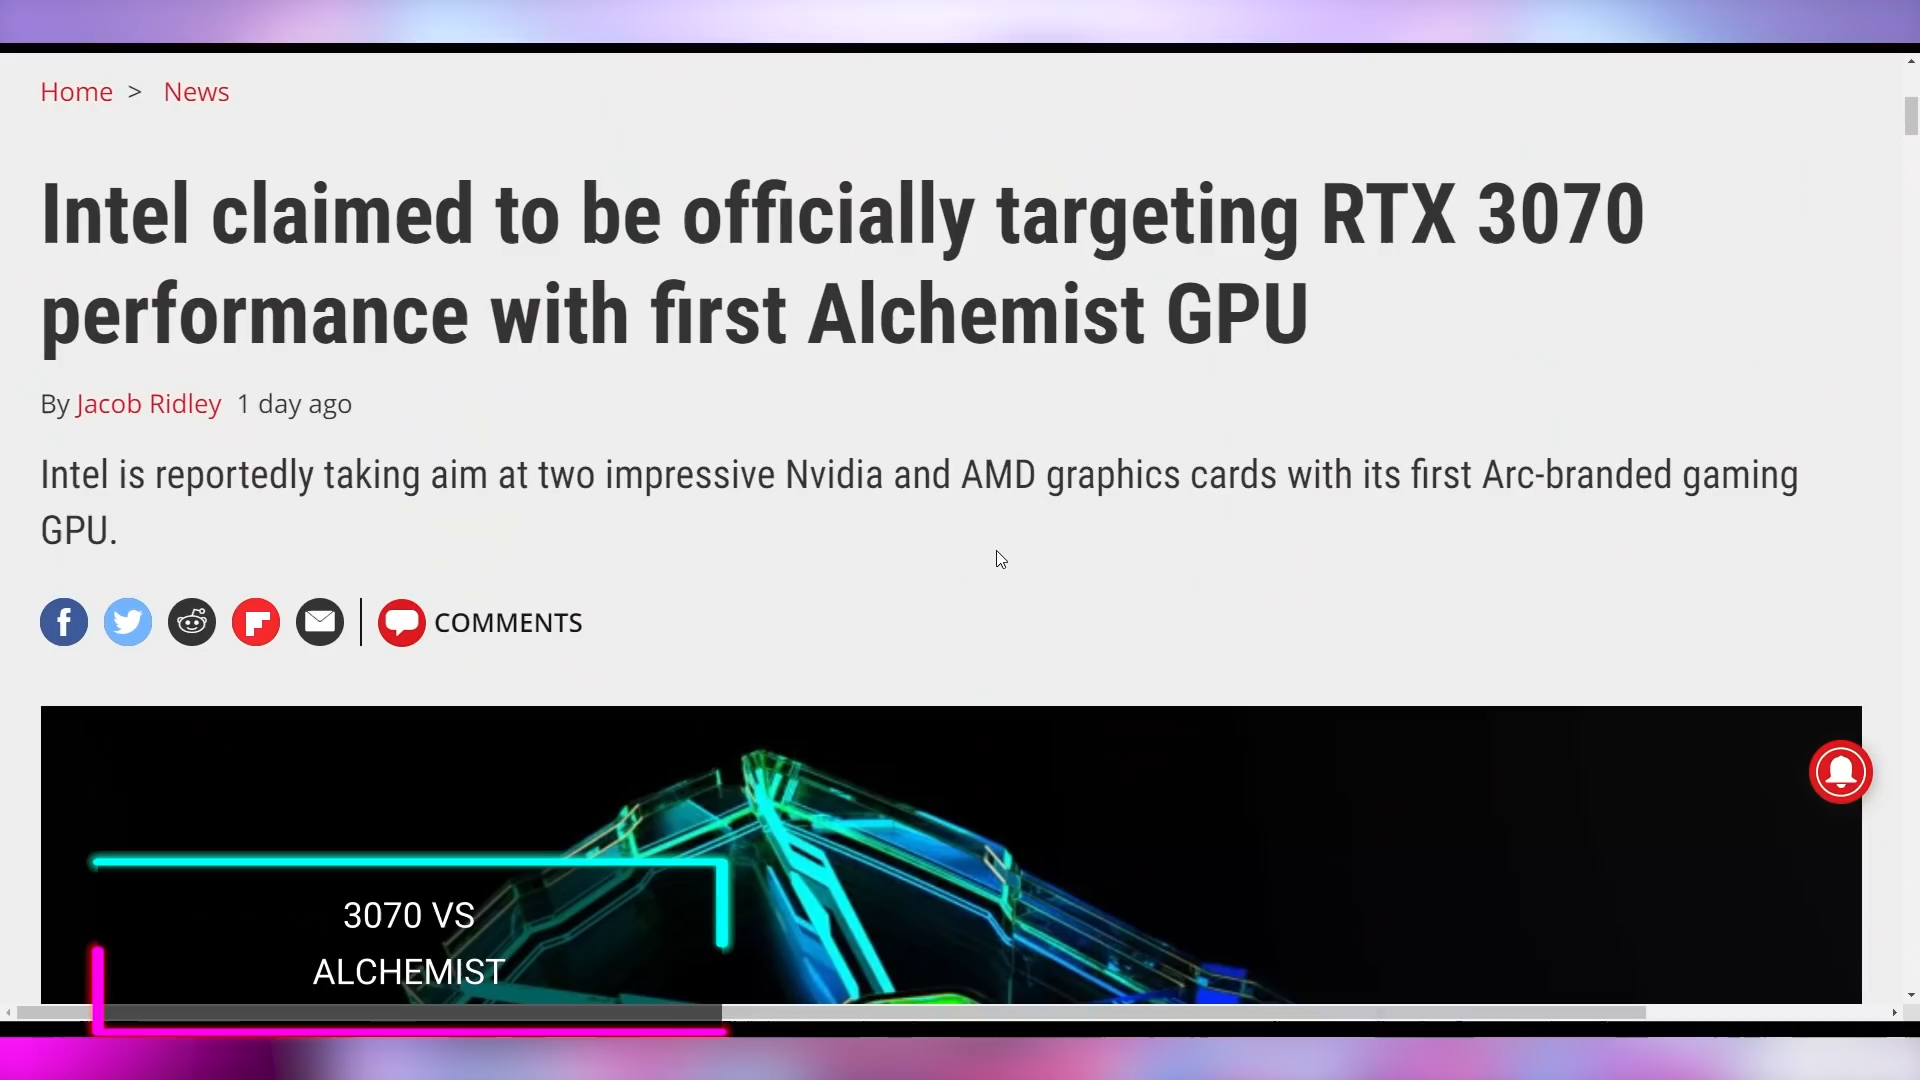 Home > News
Intel claimed to be officially targeting RTX 3070
performance with first Alchemist GPU
By Jacob Ridley 1 day ago
Intel is reportedly taking aim at two impressive Nvidia and AMD graphics cards with its first Arc-branded gaming
GPU.
COMMENTS
3070 VS
ALCHEMIST